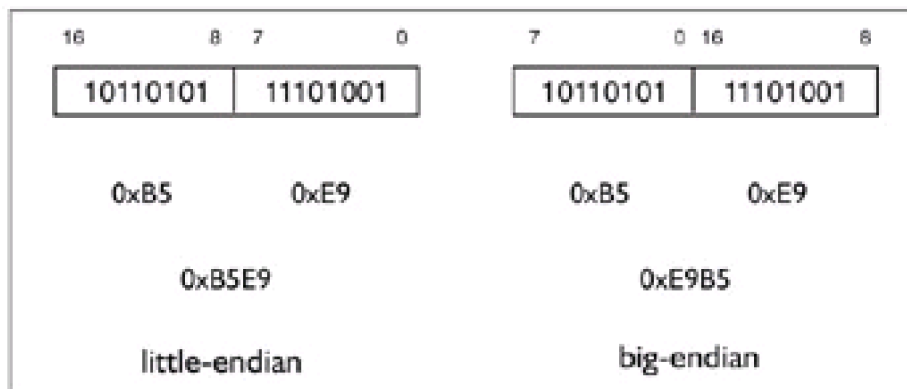 16 8 7 0 7 0 16 8
10110101 11101001 10110101 11101001
0xB5 0xE9 0xB5 0xE9
0xB5E9 0xE9B5
little-endian big-endian